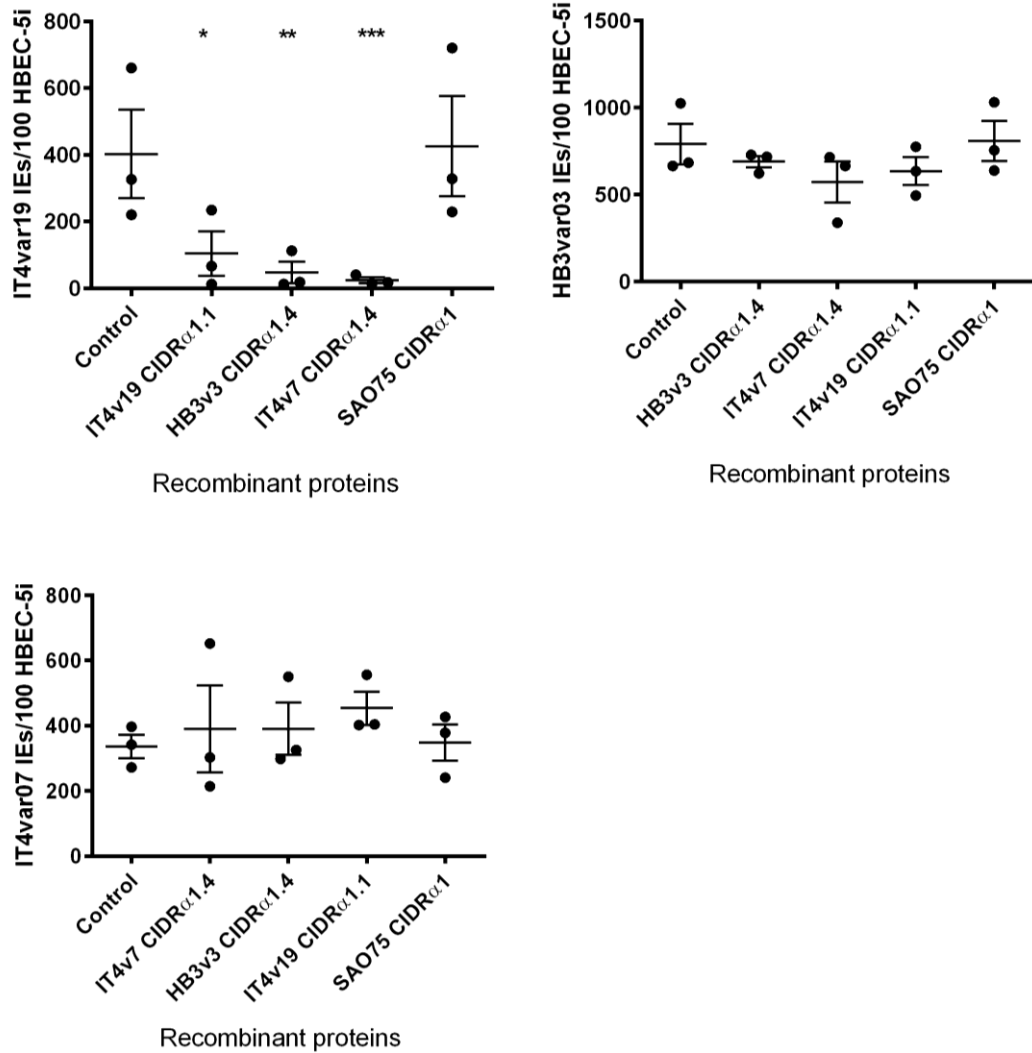 IT4var19 IEs/100 HBEC-5i
800
600
400
200
0
* ** ***
Control
IT4v19 CIDRα1.1
HB3v3 CIDRα1.4
IT4v7 CIDRα1.4
SAO75 CIDRα1
Recombinant proteins
HB3var03 IEs/100 HBEC-5i
1500
1000
500
0
Control
HB3v3 CIDRα1.4
IT4v7 CIDRα1.4
IT4v19 CIDRα1.1
SAO75 CIDRα1
Recombinant proteins
IT4var07 IEs/100 HBEC-5i
800
600
400
200
0
Control
IT4v7 CIDRα1.4
HB3v3 CIDRα1.4
IT4v19 CIDRα1.1
SAO75 CIDRα1
Recombinant proteins